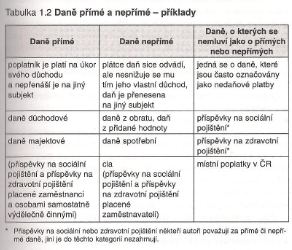 Tabulka 1.2 Daně přímé a nepřímé – příklady
Daně přímé
Daně nepřímé
Daně, o kterých se
nemluví jako o přímých
nebo nepřímých
poplatník je platí na úkor
svého důchodu
a nepřenáší je na jiný
subjekt
plátce daň sice odvádí,
ale nesnižuje se mu
tím jeho vlastní důchod,
daň je přenesena
na jiný subjekt
jedná se o daně, které
jsou často označovány
jako nedaňové platby
daně důchodové
daně z obratu, daň
z přidané hodnoty
příspěvky na sociální
pojištění*
daně majetkové
daně spotřební
příspěvky na zdravotní
pojištění*
(příspěvky na sociální
pojištění a příspěvky na
zdravotní pojištění
placené zaměstnanci
a osobami samostatně
výdělečně činnými)
cla
(příspěvky na sociální
pojištění a příspěvky
na zdravotní pojištění
placené
zaměstnavateli)
místní poplatky v ČR
* Příspěvky na sociální nebo zdravotní pojištění někteří autoři považují za přímé či nepří-
mé daně, jiní je do těchto kategorií nezahrnují.